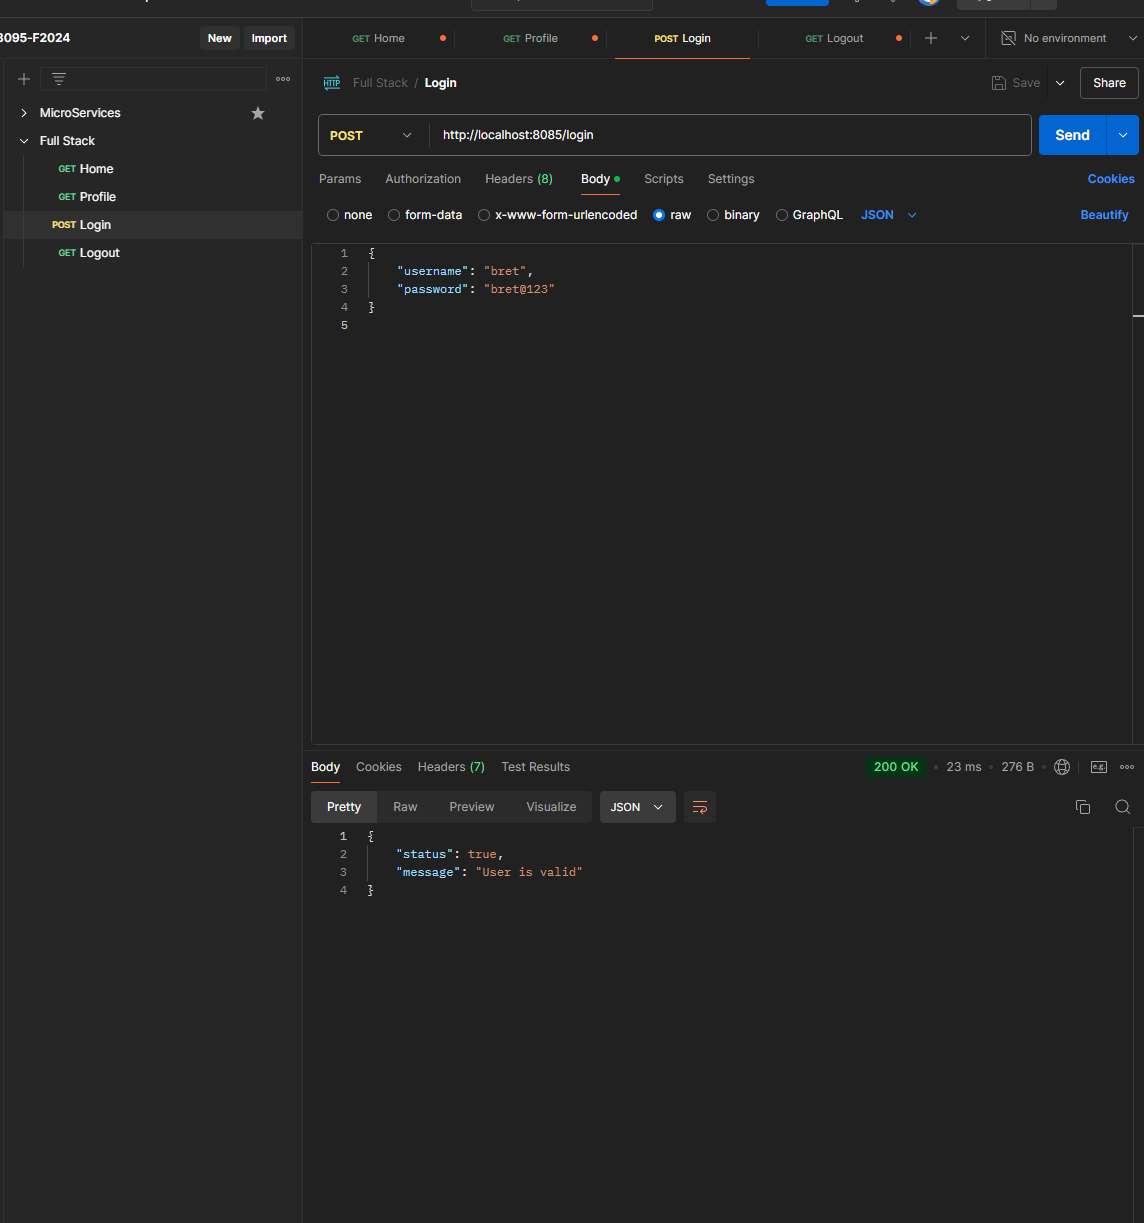 3095-F2024
New
Import
GET Home
GET Profile
POST Login
GET Logout
No environment
MicroServices
Full Stack
GET Home
GET Profile
POST Login
GET Logout
HTTP
Full Stack / Login
Save
Share
POST
http://localhost:8085/login
Send
Params
Authorization
Headers (8)
Body
Scripts
Settings
Cookies
none
form-data
x-www-form-urlencoded
raw
binary
GraphQL
JSON
Beautify
1 {
2 "username": "bret",
3 "password": "bret@123"
4 }
5
Body
Cookies
Headers (7)
Test Results
200 OK
23 ms
276 B
e.g.
Pretty
Raw
Preview
Visualize
JSON
1 {
2 "status": true,
3 "message": "User is valid"
4 }